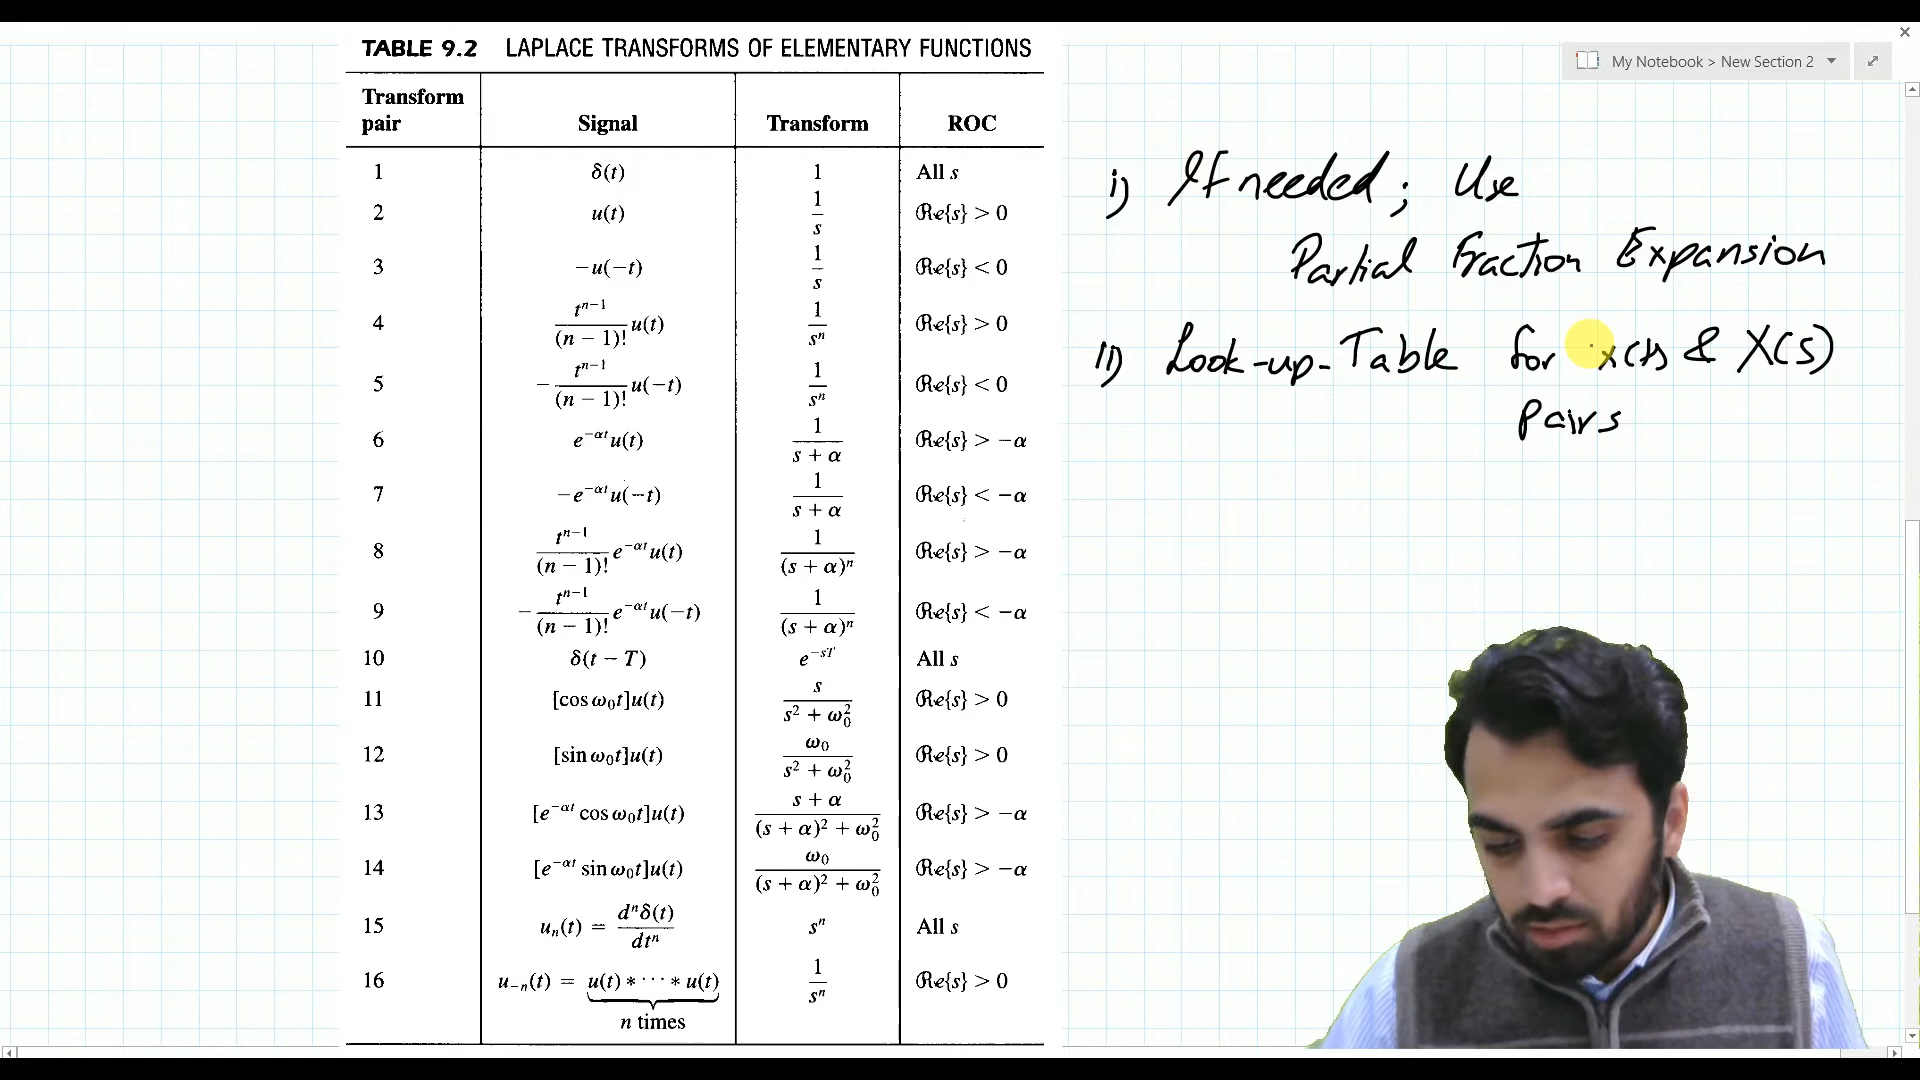 TABLE 9.2 LAPLACE TRANSFORMS OF ELEMENTARY FUNCTIONS
My Notebook > New Section 2
Transform pair Signal Transform ROC
1 δ(t) 1 All s
2 u(t) 1/s ℜe{s} > 0
3 −u(−t) 1/s ℜe{s} < 0
4 t^{n−1}/(n − 1)! u(t) 1/s^n ℜe{s} > 0
5 −t^{n−1}/(n − 1)! u(−t) 1/s^n ℜe{s} < 0
6 e^{−αt}u(t) 1/(s + α) ℜe{s} > −α
7 −e^{−αt}u(−t) 1/(s + α) ℜe{s} < −α
8 t^{n−1}/(n − 1)! e^{−αt}u(t) 1/(s + α)^n ℜe{s} > −α
9 −t^{n−1}/(n − 1)! e^{−αt}u(−t) 1/(s + α)^n ℜe{s} < −α
10 δ(t − T) e^{−sT} All s
11 [cos ω₀t]u(t) s/(s² + ω₀²) ℜe{s} > 0
12 [sin ω₀t]u(t) ω₀/(s² + ω₀²) ℜe{s} > 0
13 [e^{−αt} cos ω₀t]u(t) (s + α)/((s + α)² + ω₀²) ℜe{s} > −α
14 [e^{−αt} sin ω₀t]u(t) ω₀/((s + α)² + ω₀²) ℜe{s} > −α
15 u_n(t) = d^nδ(t)/dt^n s^n All s
16 u_{−n}(t) = u(t) * ··· * u(t) 1/s^n ℜe{s} > 0
n times
i) If needed; Use
Partial Fraction Expansion
ii) Look-up-Table for x(t) & X(s)
Pairs